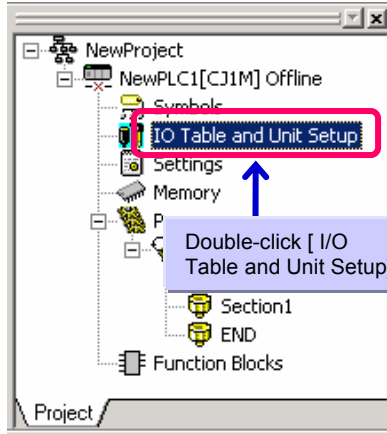 NewProject
NewPLC1[CJ1M] Offline
Symbols
IO Table and Unit Setup
Settings
Memory
P
Double-click [ I/O
Table and Unit Setup
Section1
END
Function Blocks
Project